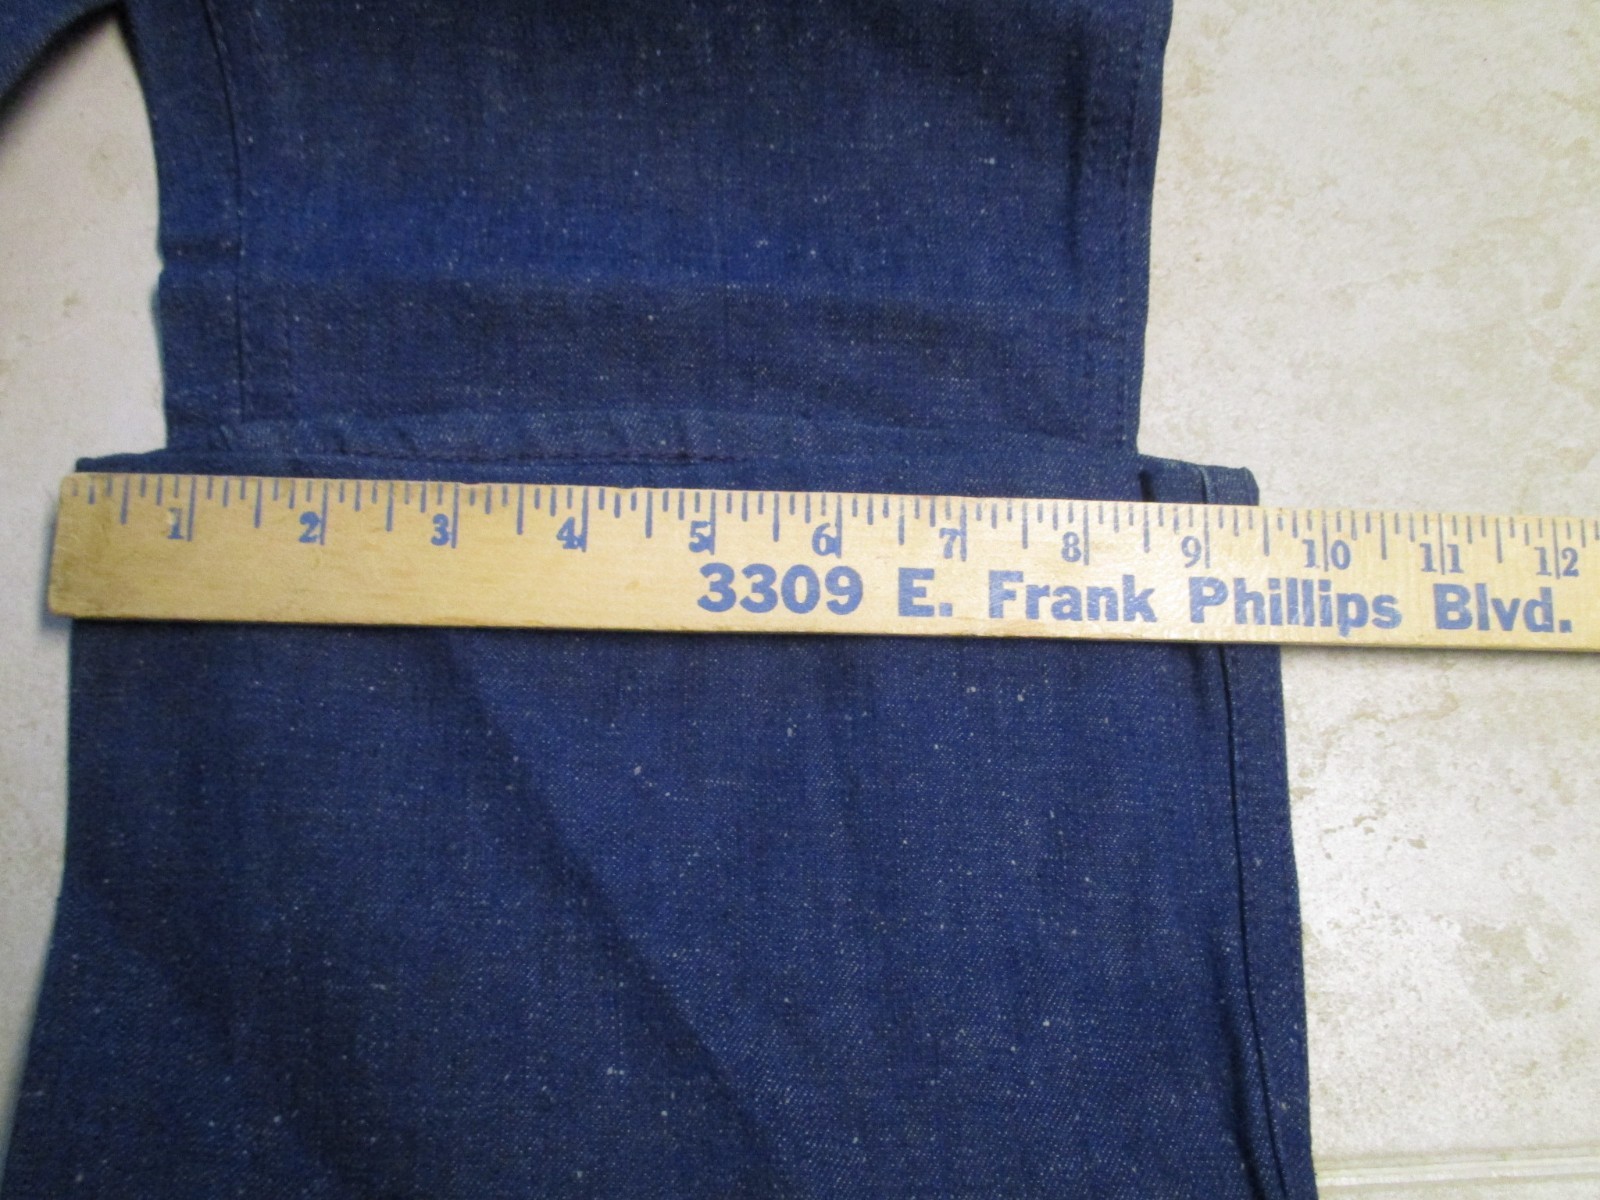 1 2 3 4 5 6 7 8 9 10 11 12
3309 E. Frank Phillips Blvd.